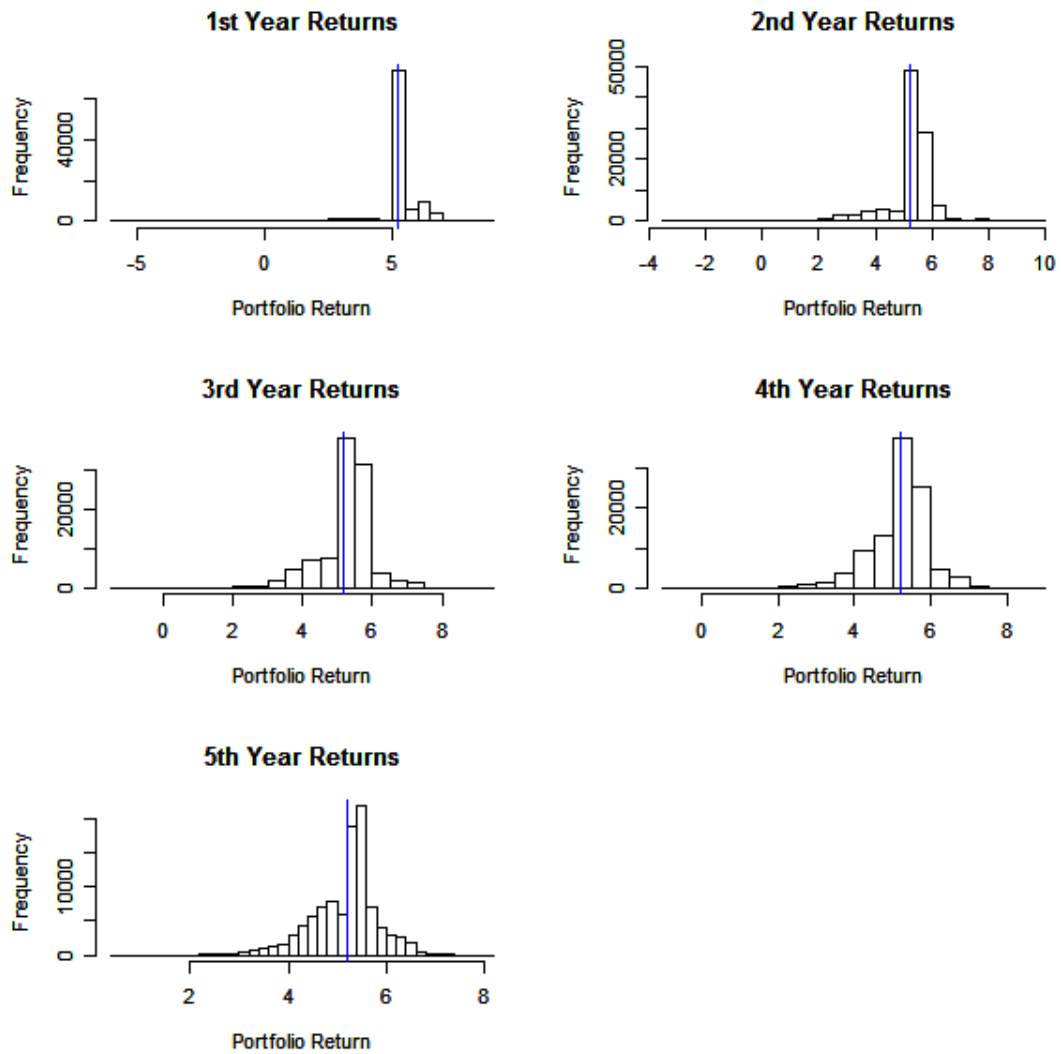 1st Year Returns
Frequency
0 40000
-5 0 5
Portfolio Return
2nd Year Returns
Frequency
0 20000 50000
-4 -2 0 2 4 6 8 10
Portfolio Return
3rd Year Returns
Frequency
0 20000
0 2 4 6 8
Portfolio Return
4th Year Returns
Frequency
0 20000
0 2 4 6 8
Portfolio Return
5th Year Returns
Frequency
0 10000
2 4 6 8
Portfolio Return